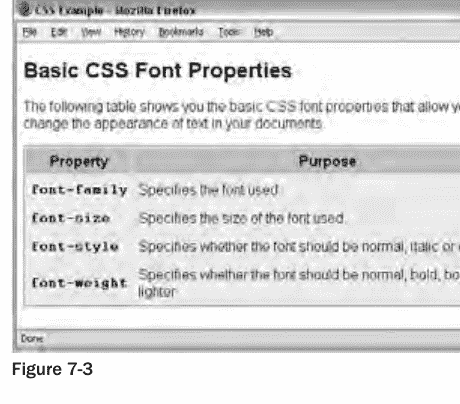 CSS Example - Mozilla Firefox
File Edit View History Bookmarks Tools Help
Basic CSS Font Properties
The following table shows you the basic CSS font properties that allow
change the appearance of text in your documents.
Property Purpose
font-family Specifies the font used.
font-size Specifies the size of the font used.
font-style Specifies whether the font should be normal, italic or
font-weight Specifies whether the font should be normal, bold,
lighter
Done
Figure 7-3